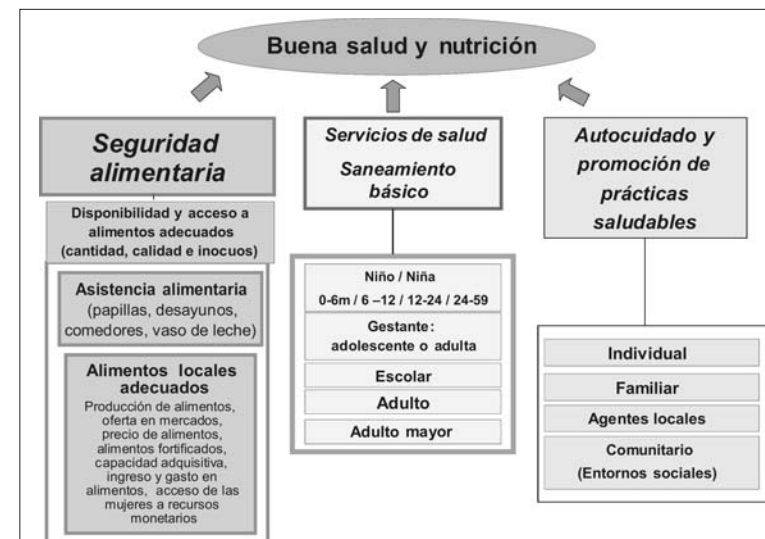 Buena salud y nutrición
Seguridad
alimentaria
Disponibilidad y acceso a
alimentos adecuados
(cantidad, calidad e inocuos)
Asistencia alimentaria
(papillas, desayunos,
comedores, vaso de leche)
Alimentos locales
adecuados
Producción de alimentos,
oferta en mercados,
precio de alimentos,
alimentos fortificados,
capacidad adquisitiva,
ingreso y gasto en
alimentos, acceso de las
mujeres a recursos
monetarios
Servicios de salud
Saneamiento
básico
Niño / Niña
0-6m / 6 –12 / 12-24 / 24-59
Gestante:
adolescente o adulta
Escolar
Adulto
Adulto mayor
Autocuidado y
promoción de
prácticas
saludables
Individual
Familiar
Agentes locales
Comunitario
(Entornos sociales)